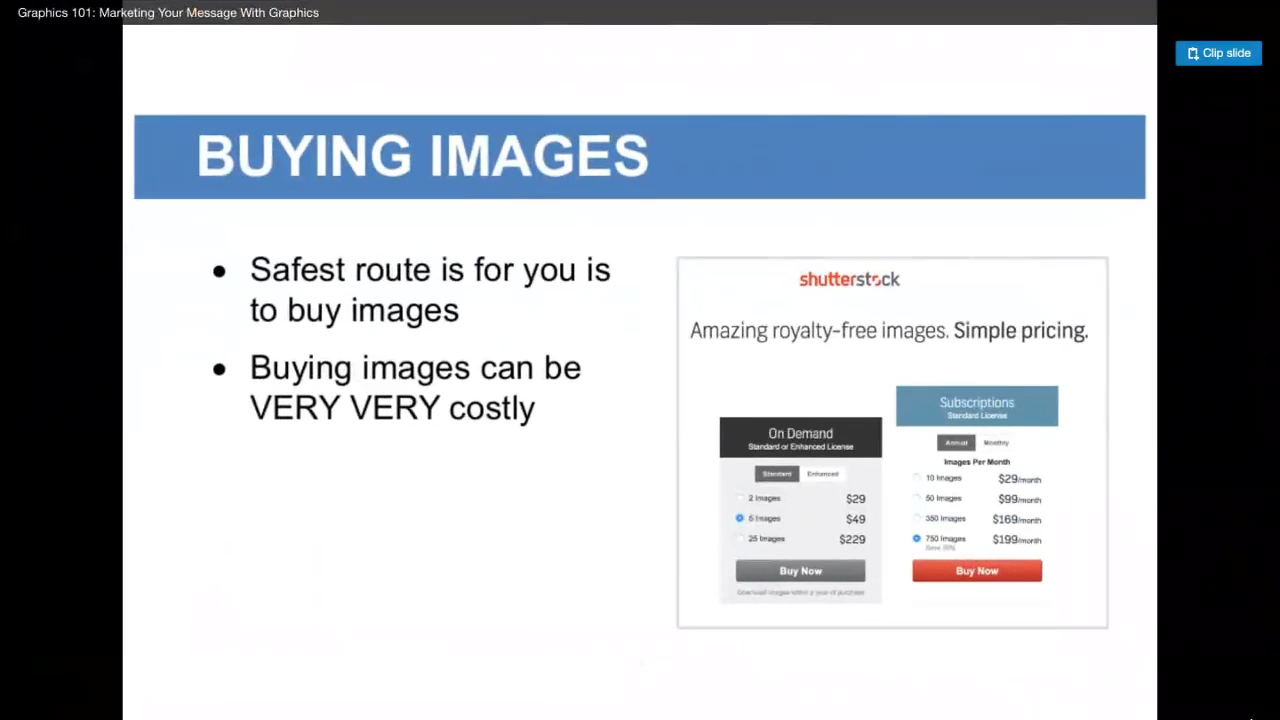 Graphics 101: Marketing Your Message With Graphics
Clip slide
BUYING IMAGES
● Safest route is for you is
to buy images
● Buying images can be
VERY VERY costly
shutterstock
Amazing royalty-free images. Simple pricing.
On Demand
Standard or Enhanced License
Standard Enhanced
2 Images $29
5 Images $49
25 Images $229
Buy Now
Download images within a year of purchase
Subscriptions
Standard License
Annual Monthly
Images Per Month
10 Images $29/month
50 Images $99/month
350 Images $169/month
750 Images $199/month
Buy Now